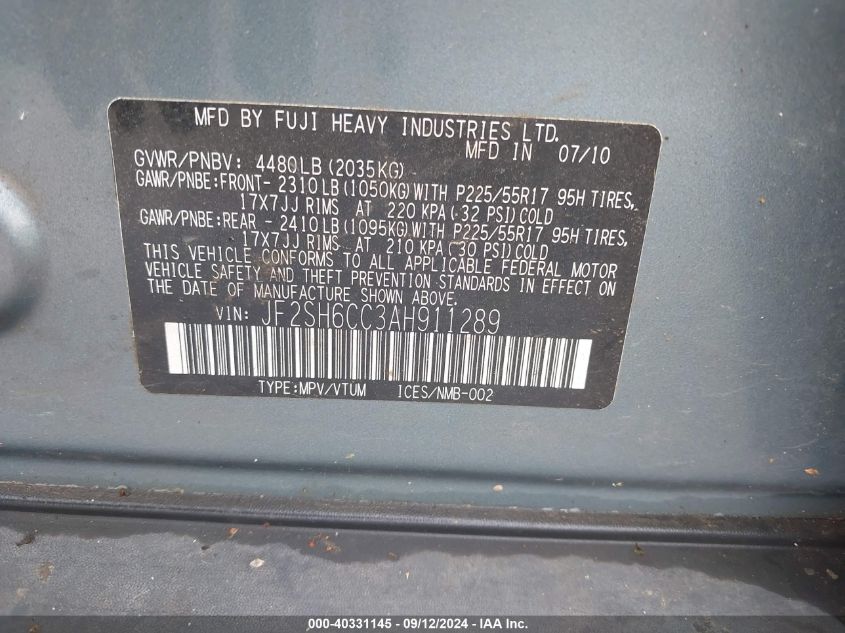 MFD BY FUJI HEAVY INDUSTRIES LTD.
MFD IN 07/10
GVWR/PNBV: 4480LB (2035KG)
GAWR/PNBE:FRONT- 2310LB (1050KG) WITH P225/55R17 95H TIRES,
17X7JJ RIMS AT 220 KPA (32 PSI) COLD
GAWR/PNBE:REAR - 2410LB (1095KG) WITH P225/55R17 95H TIRES,
17X7JJ RIMS AT 210 KPA (30 PSI) COLD
THIS VEHICLE CONFORMS TO ALL APPLICABLE FEDERAL MOTOR
VEHICLE SAFETY AND THEFT PREVENTION STANDARDS IN EFFECT ON
THE DATE OF MANUFACTURE SHOWN ABOVE.
VIN: JF2SH6CC3AH911289
TYPE:MPV/VTUM ICES/NMB-002
000-40331145 - 09/12/2024 - IAA Inc.